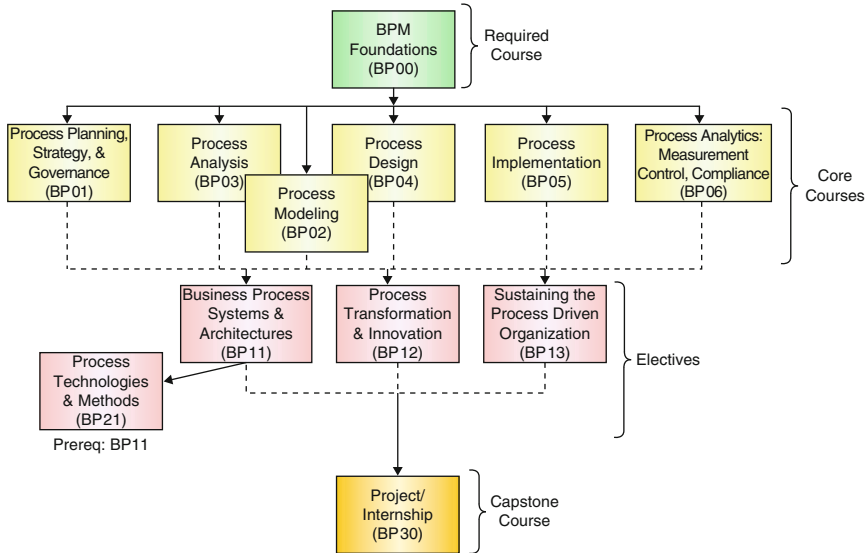 BPM
Foundations
(BP00)
Required
Course
Process Planning,
Strategy, &
Governance
(BP01)
Process
Analysis
(BP03)
Process
Modeling
(BP02)
Process
Design
(BP04)
Process
Implementation
(BP05)
Process Analytics:
Measurement
Control, Compliance
(BP06)
Core
Courses
Business Process
Systems &
Architectures
(BP11)
Process
Transformation
& Innovation
(BP12)
Sustaining the
Process Driven
Organization
(BP13)
Electives
Process
Technologies
& Methods
(BP21)
Prereq: BP11
Project/
Internship
(BP30)
Capstone
Course